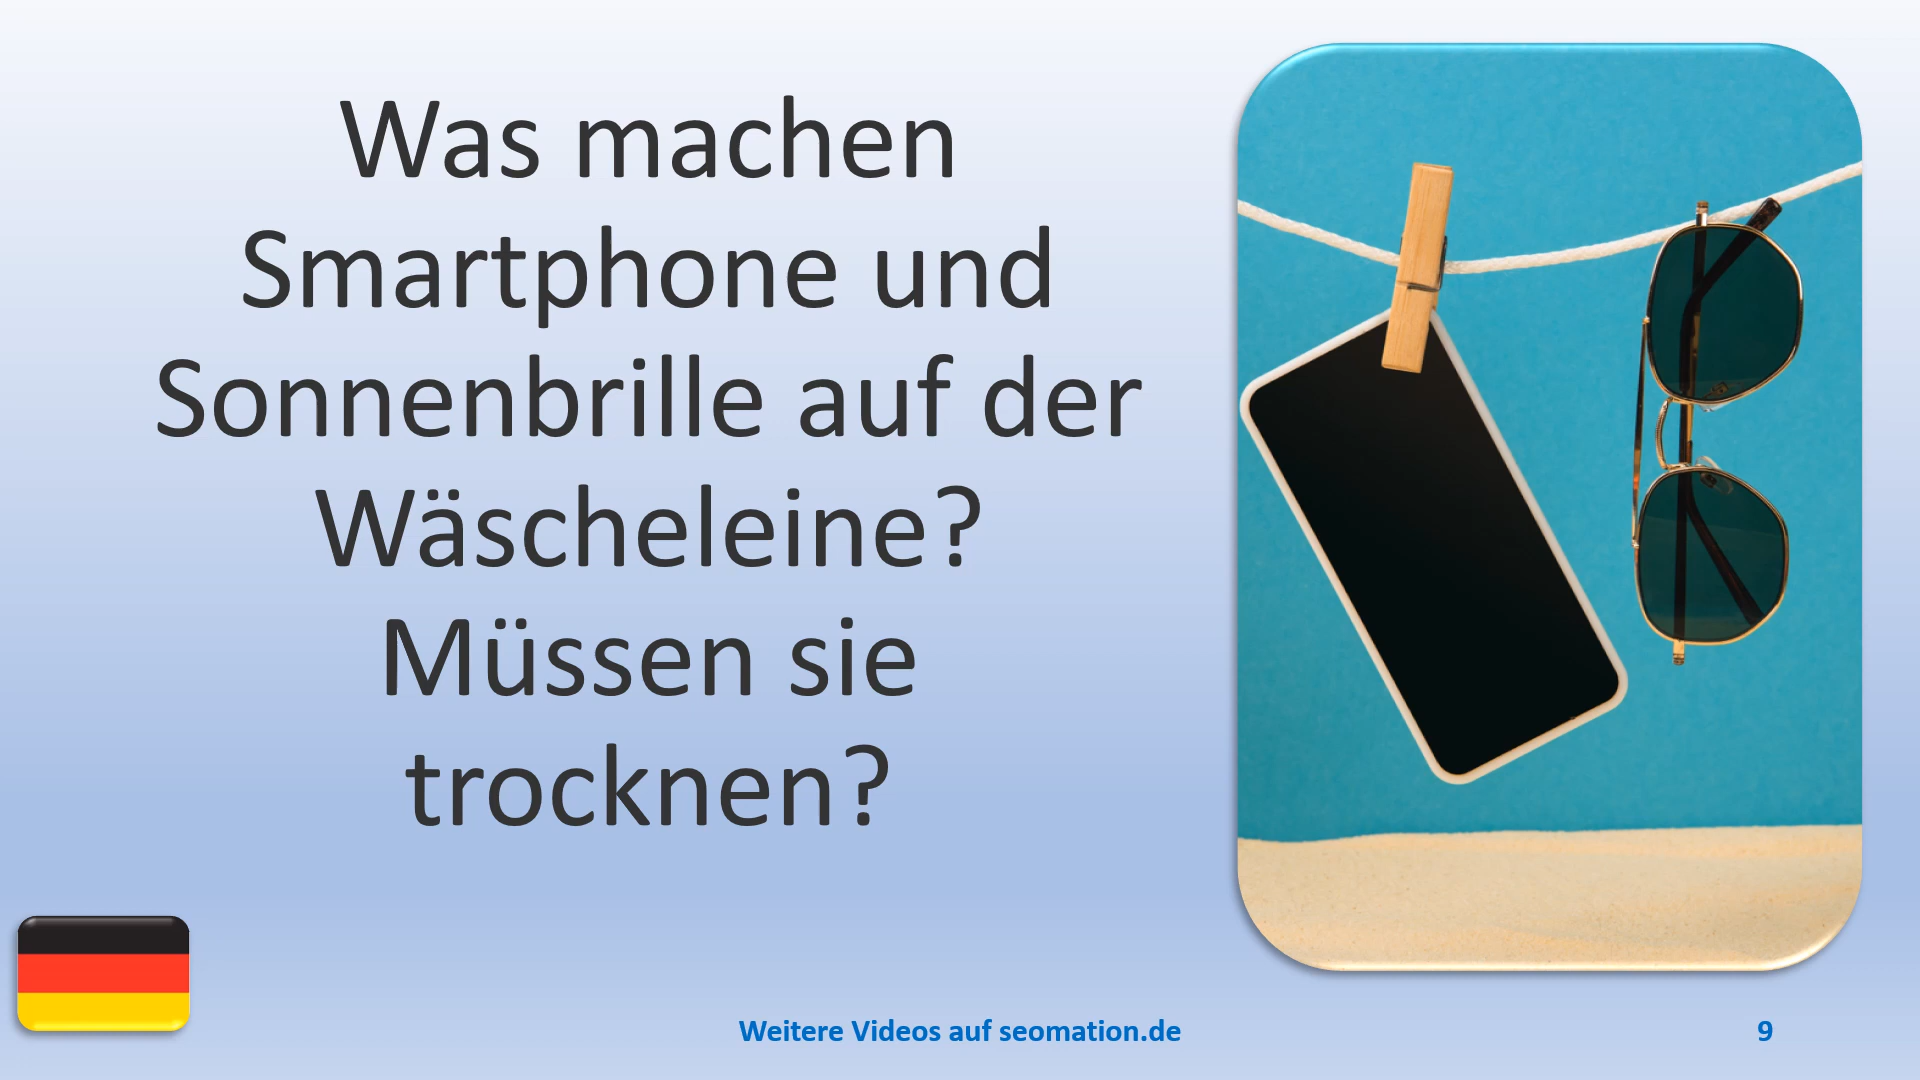 Was machen
Smartphone und
Sonnenbrille auf der
Wäscheleine?
Müssen sie
trocknen?
Weitere Videos auf seomation.de
9